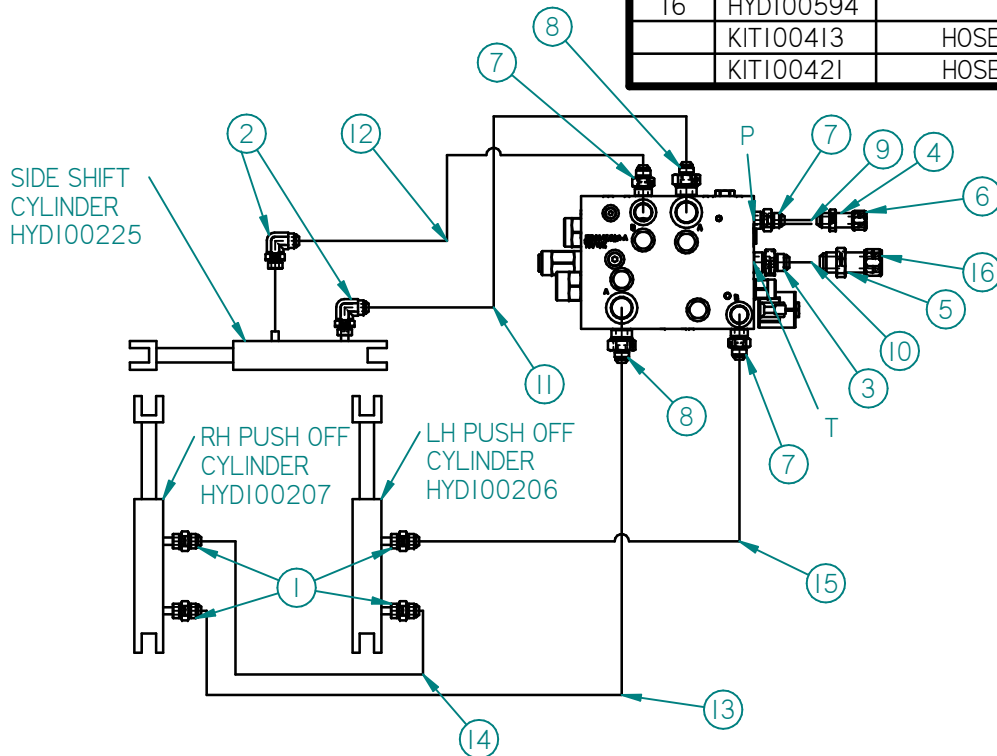 16 HYD100594
KIT100413 HOSE
KIT100421 HOSE
8
7
2
12
P
7
9
4
6
SIDE SHIFT
CYLINDER
HYD100225
B
A
16
5
A
B
10
11
3
8
T
7
RH PUSH OFF
CYLINDER
HYD100207
LH PUSH OFF
CYLINDER
HYD100206
1
15
13
14